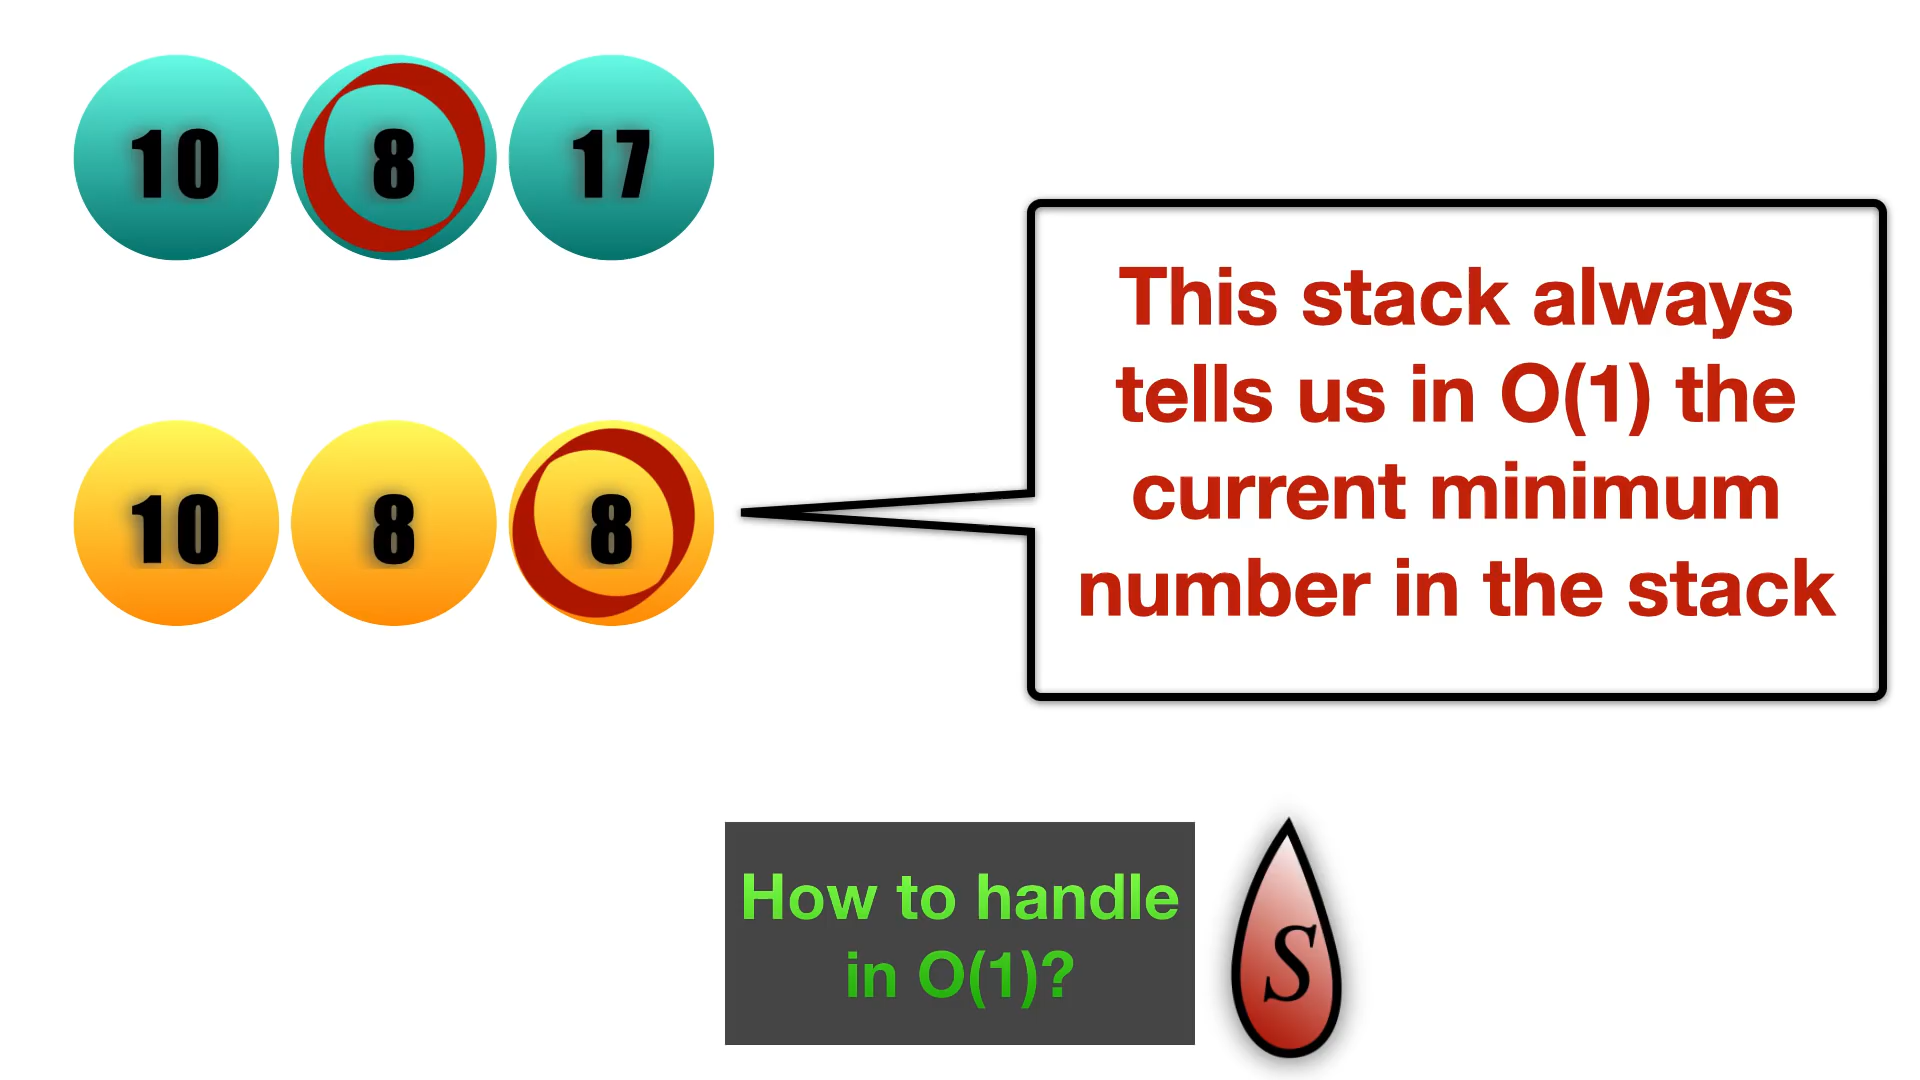 10 8 17
This stack always
tells us in O(1) the
current minimum
number in the stack
10 8 8
How to handle
in O(1)?
S